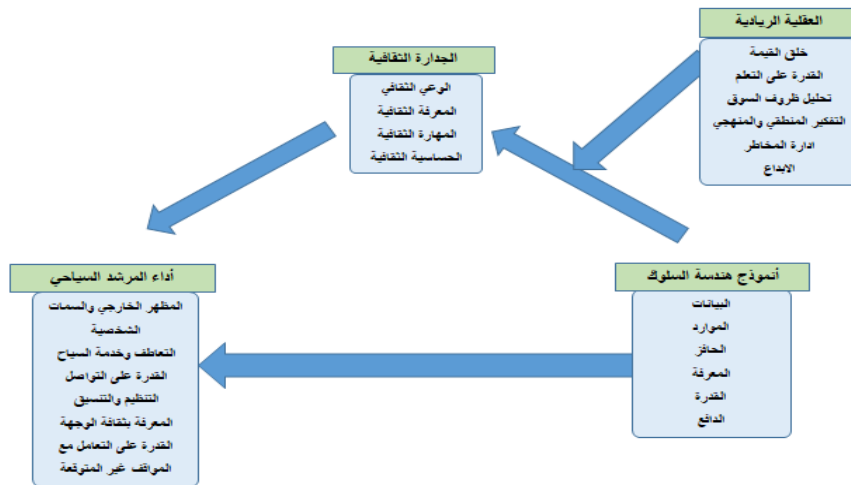 العقلية الريادية
خلق القيمة
القدرة على التعلم
تحليل ظروف السوق
التفكير المنطقي والمنهجي
ادارة المخاطر
الابداع
الجدارة الثقافية
الوعي الثقافي
المعرفة الثقافية
المهارة الثقافية
الحساسية الثقافية
أنموذج هندسة السلوك
البيانات
الموارد
الحافز
المعرفة
القدرة
الدافع
أداء المرشد السياحي
المظهر الخارجي والسمات
الشخصية
التعاطف وخدمة السياح
القدرة على التواصل
التنظيم والتنسيق
المعرفة بثقافة الوجهة
القدرة على التعامل مع
المواقف غير المتوقعة